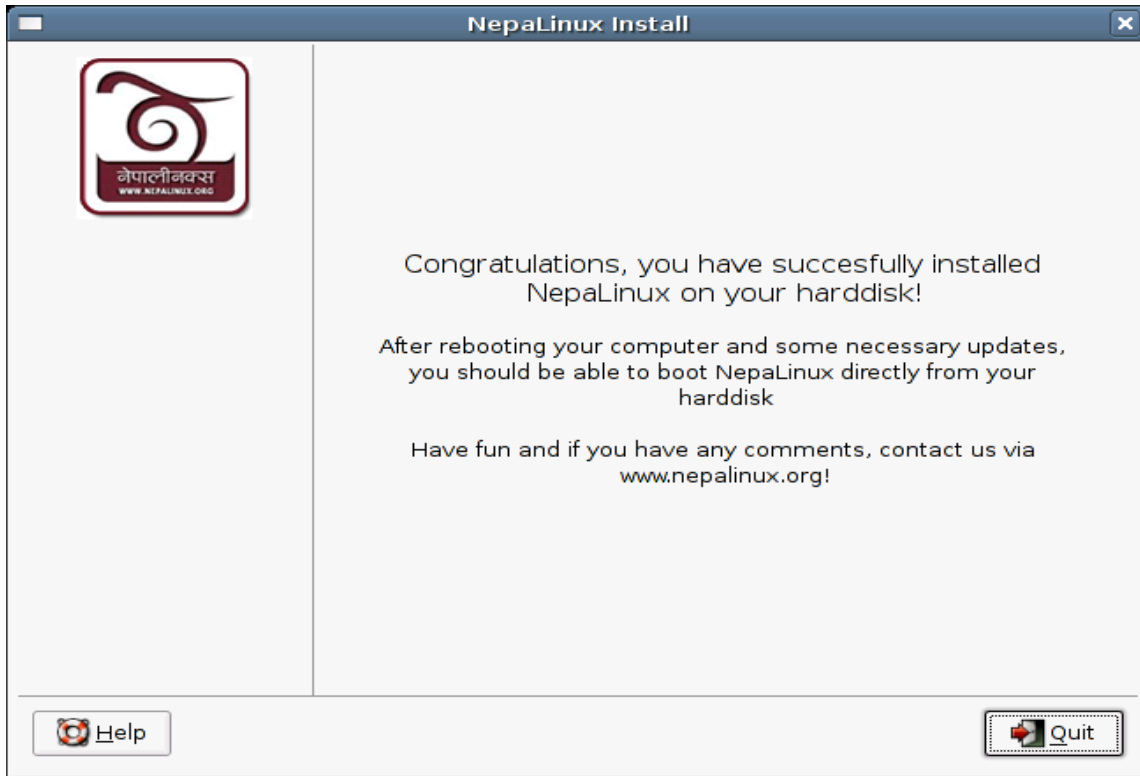 NepaLinux Install
नेपालीनक्स
WWW.NEPALINUX.ORG
Congratulations, you have succesfully installed
NepaLinux on your harddisk!
After rebooting your computer and some necessary updates,
you should be able to boot NepaLinux directly from your
harddisk
Have fun and if you have any comments, contact us via
www.nepalinux.org!
Help
Quit